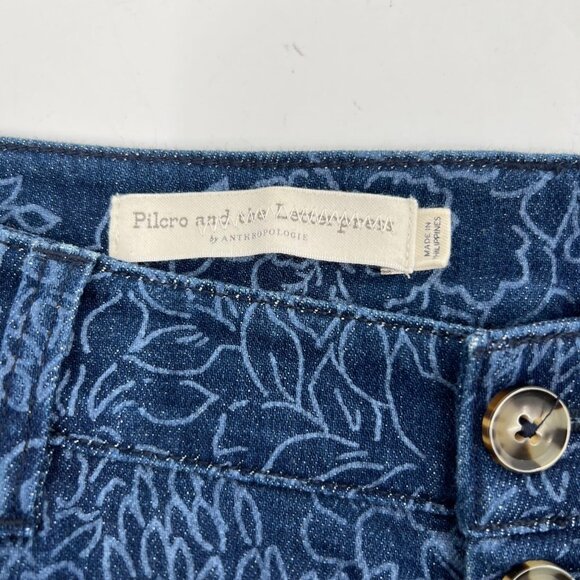 Pilcro and the Letterpress
by ANTHROPOLOGIE
MADE IN
PHILIPPINES